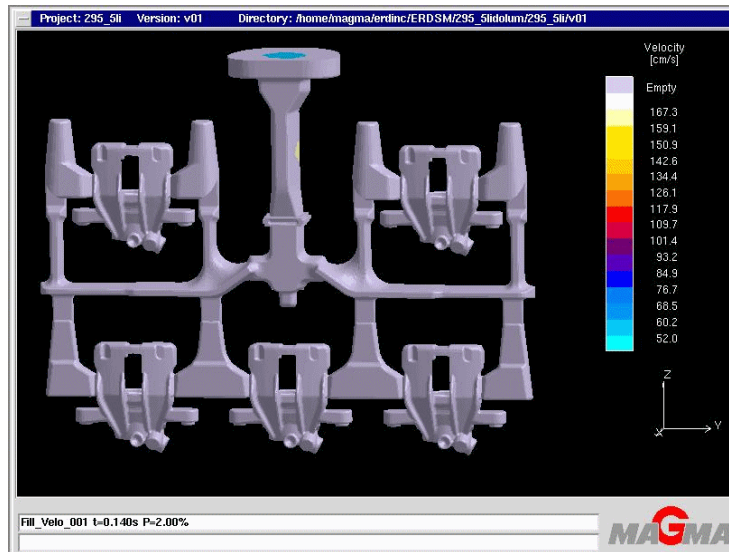 Project: 295_5li Version: v01 Directory: /home/magma/erdinc/ERDSM/295_5lidolum/295_5li/v01
Velocity
[cm/s]
Empty
167.3
159.1
150.9
142.6
134.4
126.1
117.9
109.7
101.4
93.2
84.9
76.7
68.5
60.2
52.0
Z
Y
X
Fill_Velo_001 t=0.140s P=2.00%
MAGMA